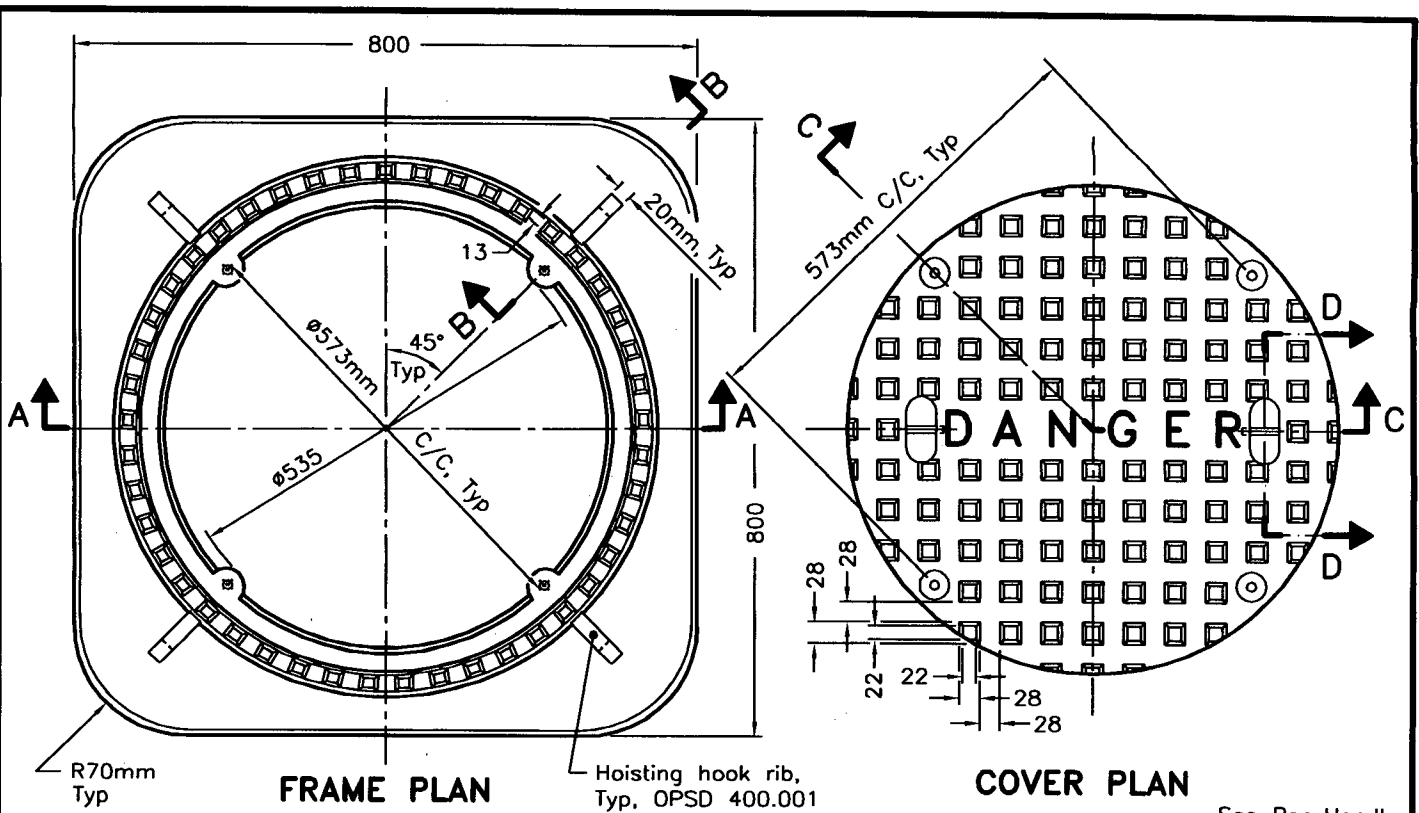 800
B
C
573mm C/C, Typ
20mm, Typ
13
B
45°
Typ
ø573mm
C/C, Typ
ø535
A
A
800
D
D A N G E R
C
D
28
28
22
22
28
28
R70mm
Typ
FRAME PLAN
Hoisting hook rib,
Typ, OPSD 400.001
COVER PLAN